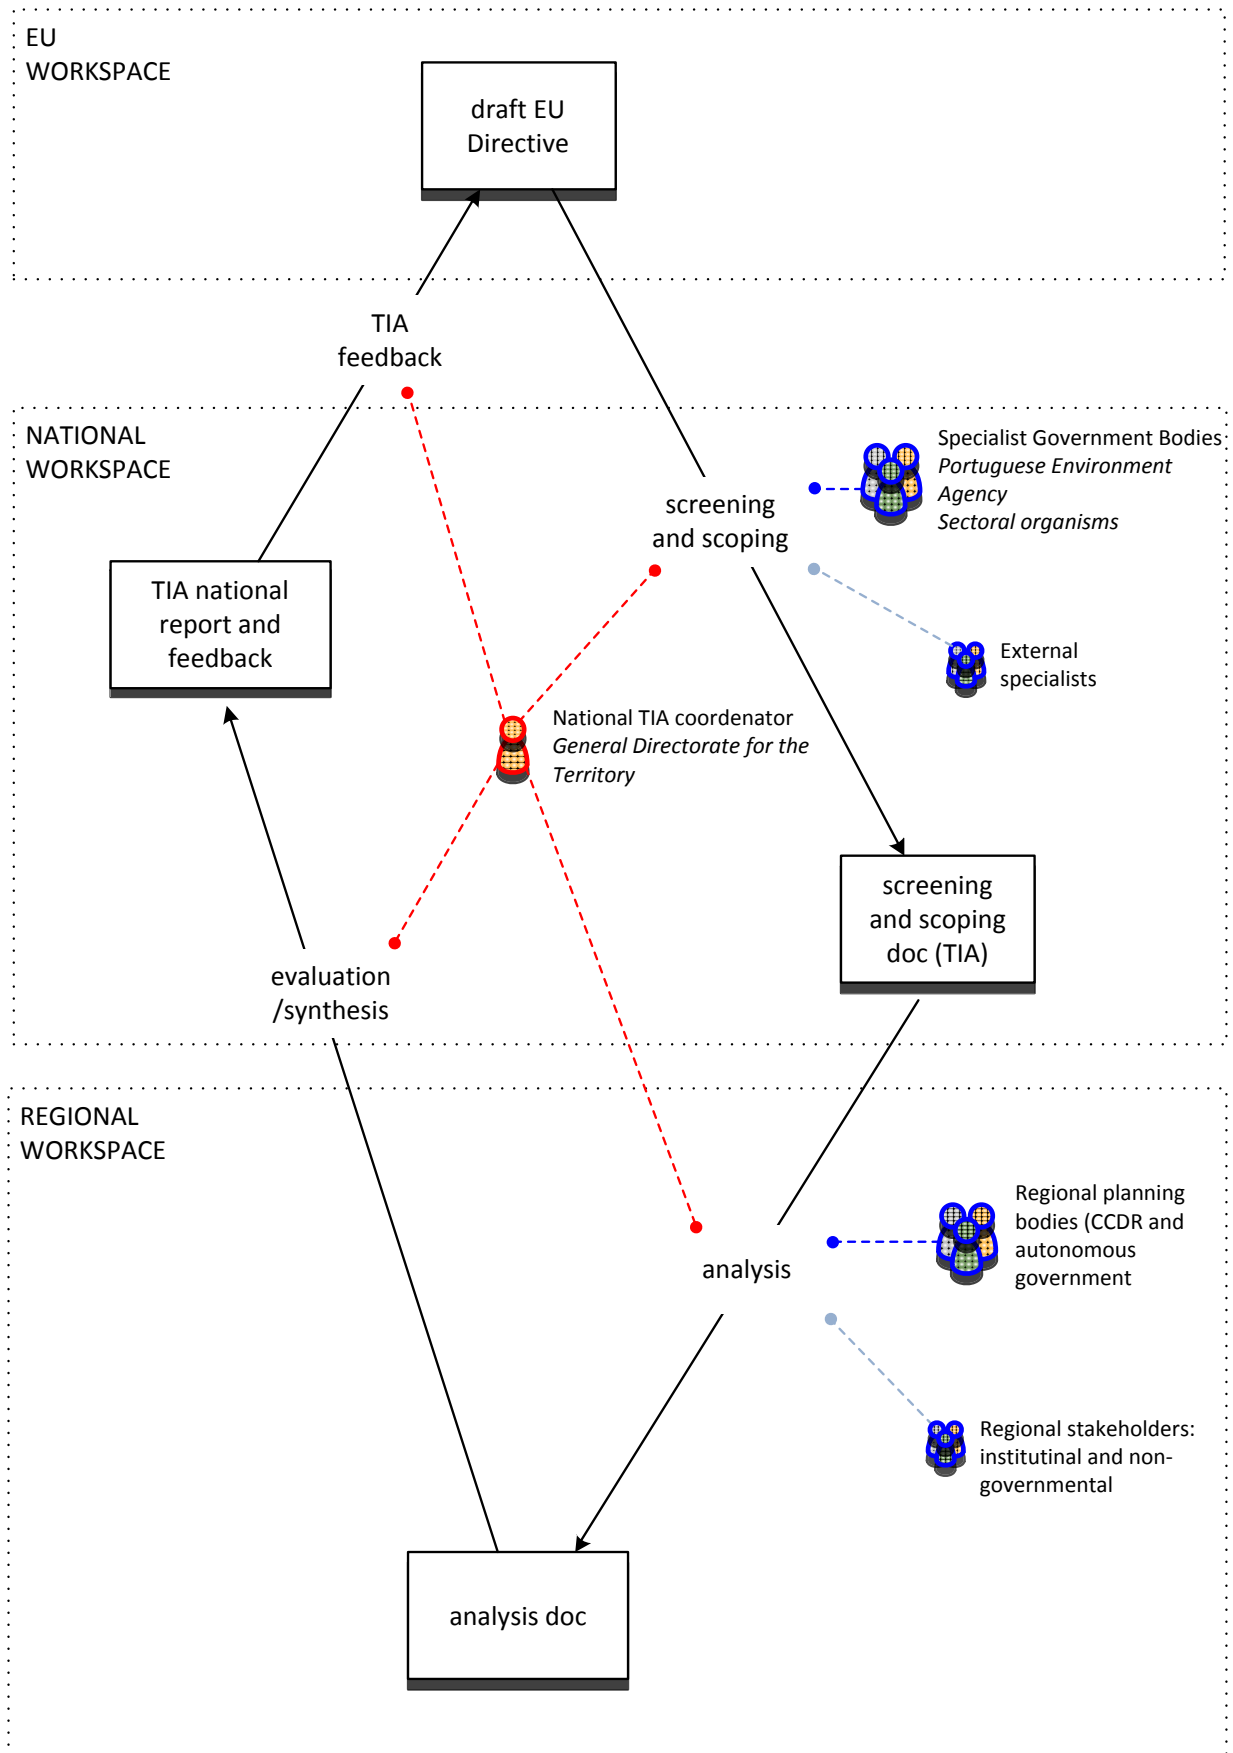 EU
WORKSPACE
draft EU
Directive
TIA
feedback
NATIONAL
WORKSPACE
Specialist Government Bodies
Portuguese Environment
Agency
Sectoral organisms
screening
and scoping
TIA national
report and
feedback
External
specialists
National TIA coordenator
General Directorate for the
Territory
screening
and scoping
doc (TIA)
evaluation
/synthesis
REGIONAL
WORKSPACE
Regional planning
bodies (CCDR and
autonomous
government
analysis
Regional stakeholders:
institutinal and non-
governmental
analysis doc